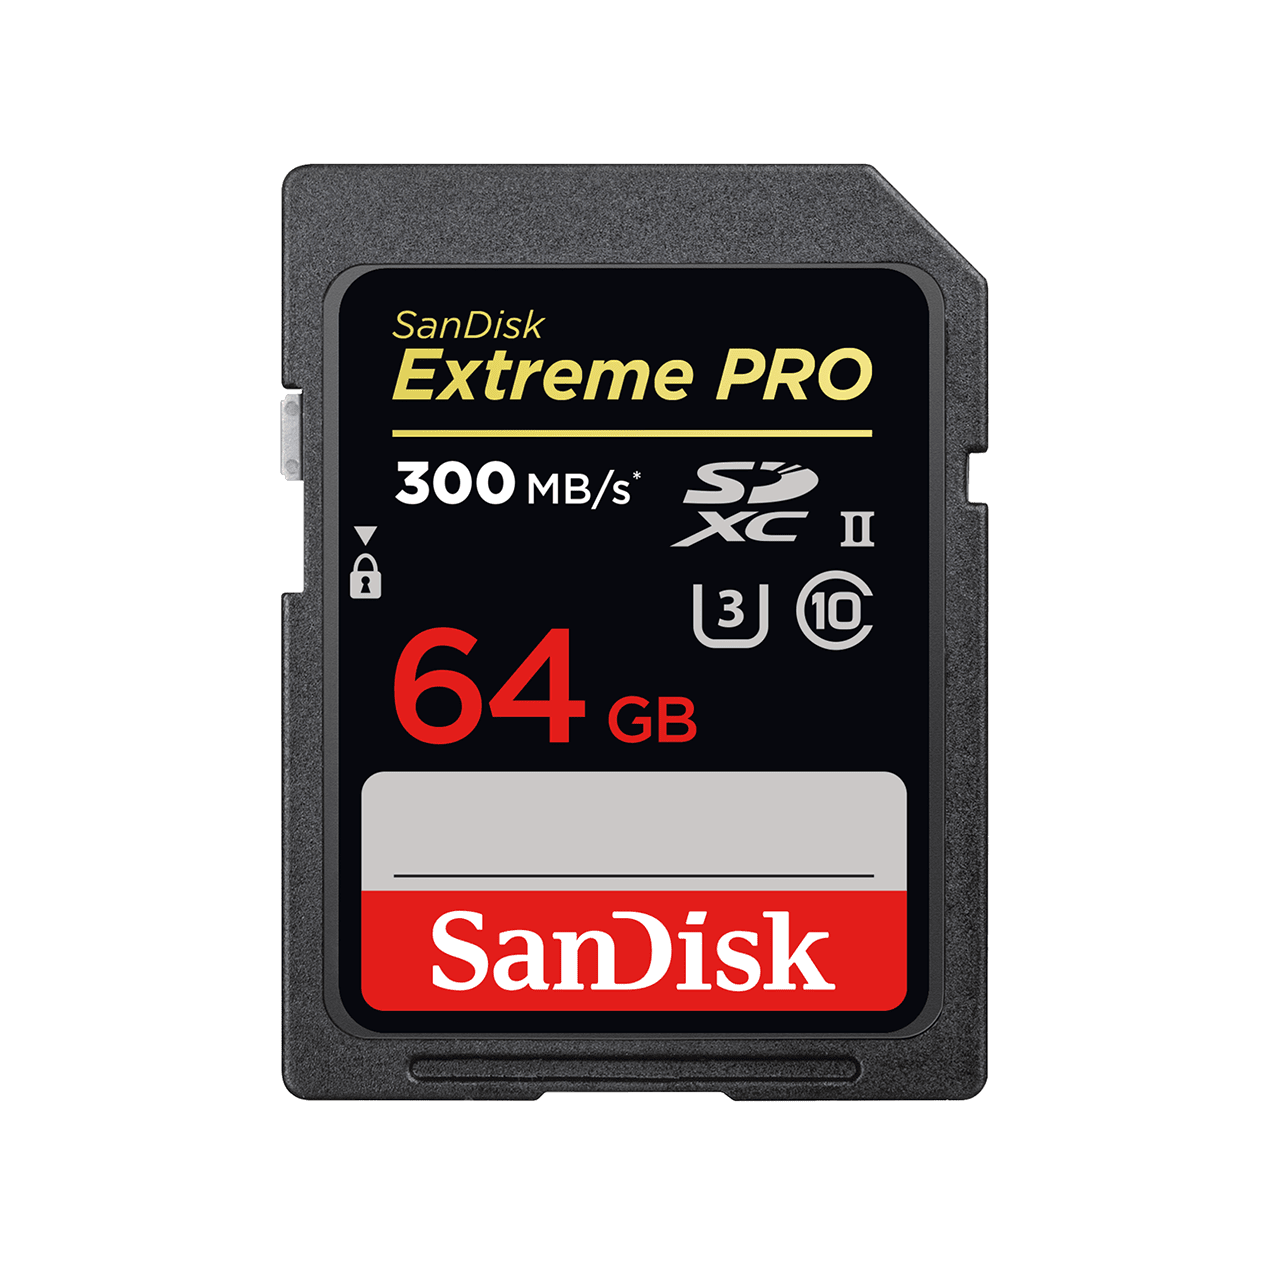 SanDisk
Extreme PRO
300 MB/s*
SD
XC II
3 10
64 GB
SanDisk